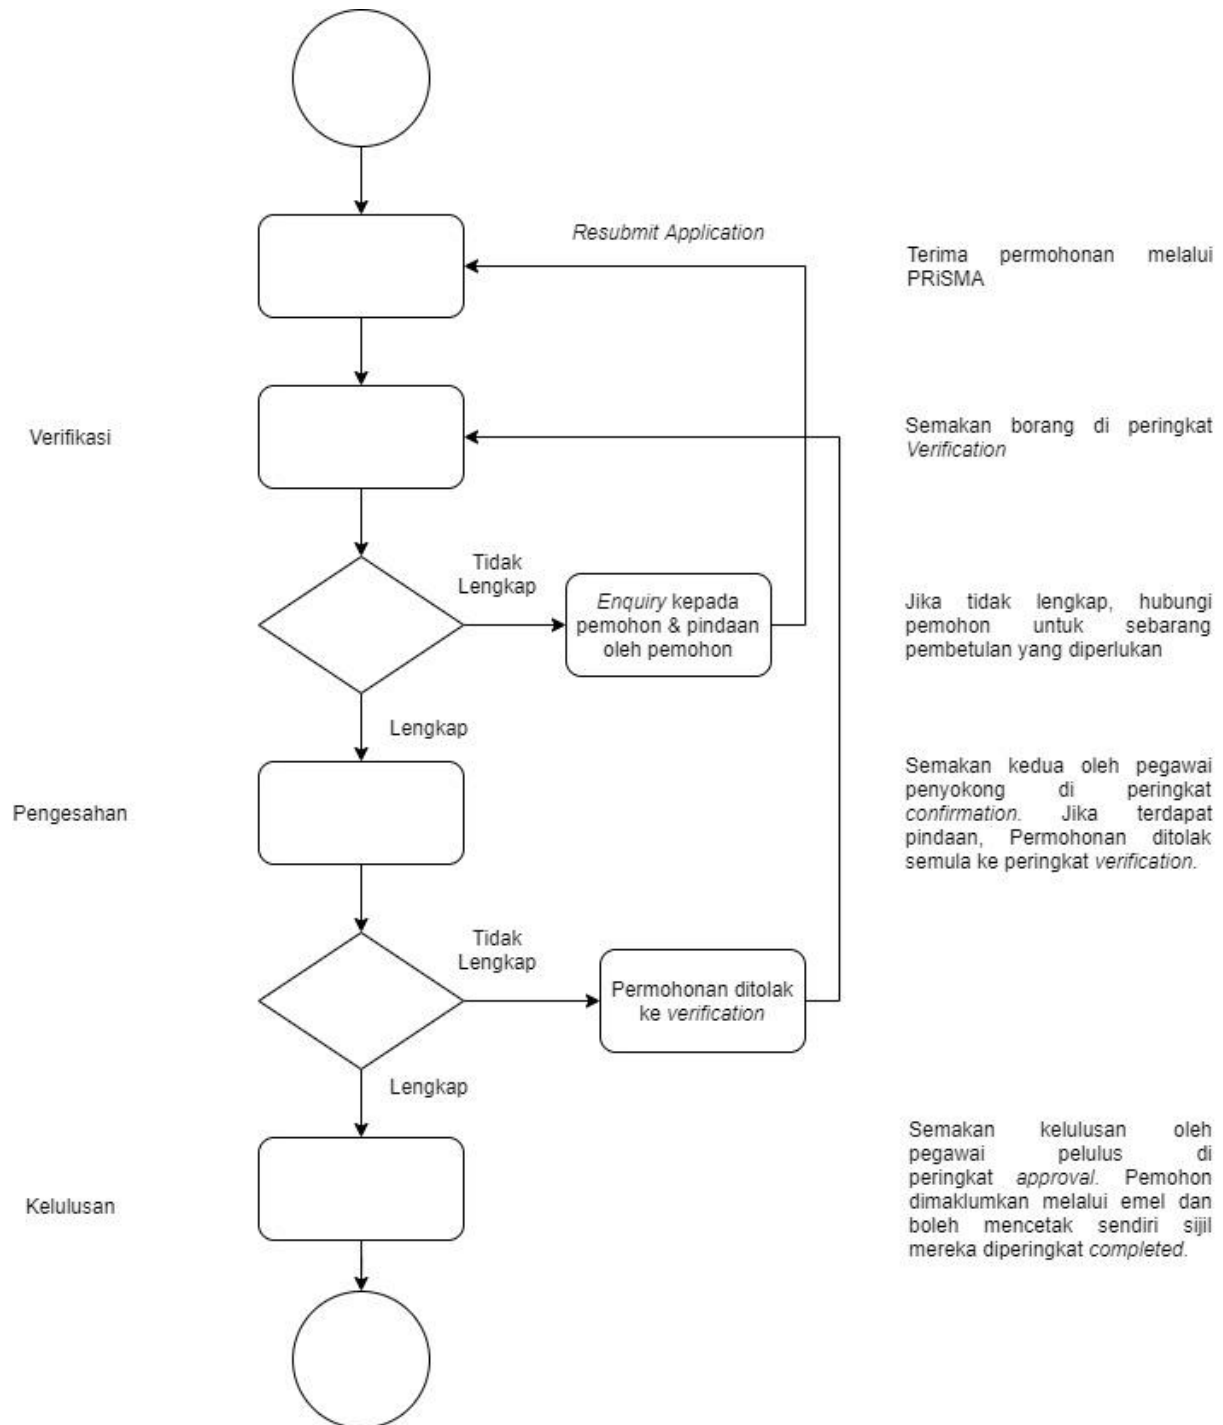 Resubmit Application
Terima permohonan melalui
PRiSMA
Verifikasi
Semakan borang di peringkat
Verification
Tidak
Lengkap
Enquiry kepada
pemohon & pindaan
oleh pemohon
Jika tidak lengkap, hubungi
pemohon untuk sebarang
pembetulan yang diperlukan
Lengkap
Pengesahan
Semakan kedua oleh pegawai
penyokong di peringkat
confirmation. Jika terdapat
pindaan, Permohonan ditolak
semula ke peringkat verification.
Tidak
Lengkap
Permohonan ditolak
ke verification
Lengkap
Kelulusan
Semakan kelulusan oleh
pegawai pelulus di
peringkat approval. Pemohon
dimaklumkan melalui emel dan
boleh mencetak sendiri sijil
mereka diperingkat completed.